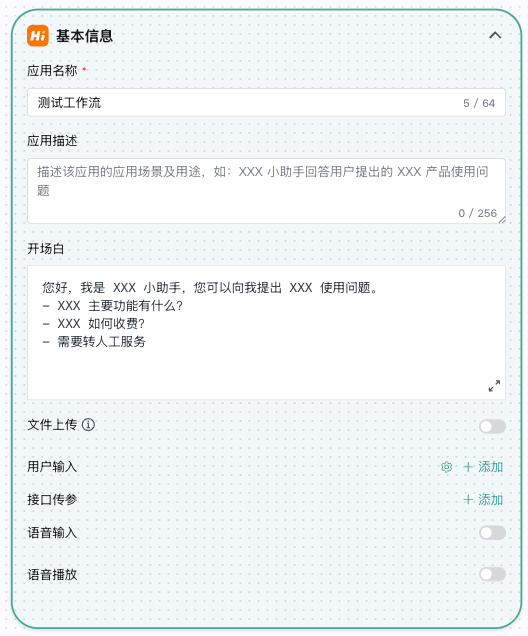 Hi 基本信息
应用名称 *
测试工作流 5 / 64
应用描述
描述该应用的应用场景及用途，如：XXX 小助手回答用户提出的 XXX 产品使用问
题
0 / 256
开场白
您好，我是 XXX 小助手，您可以向我提出 XXX 使用问题。
- XXX 主要功能有什么？
- XXX 如何收费？
- 需要转人工服务
文件上传
用户输入 + 添加
接口传参 + 添加
语音输入
语音播放